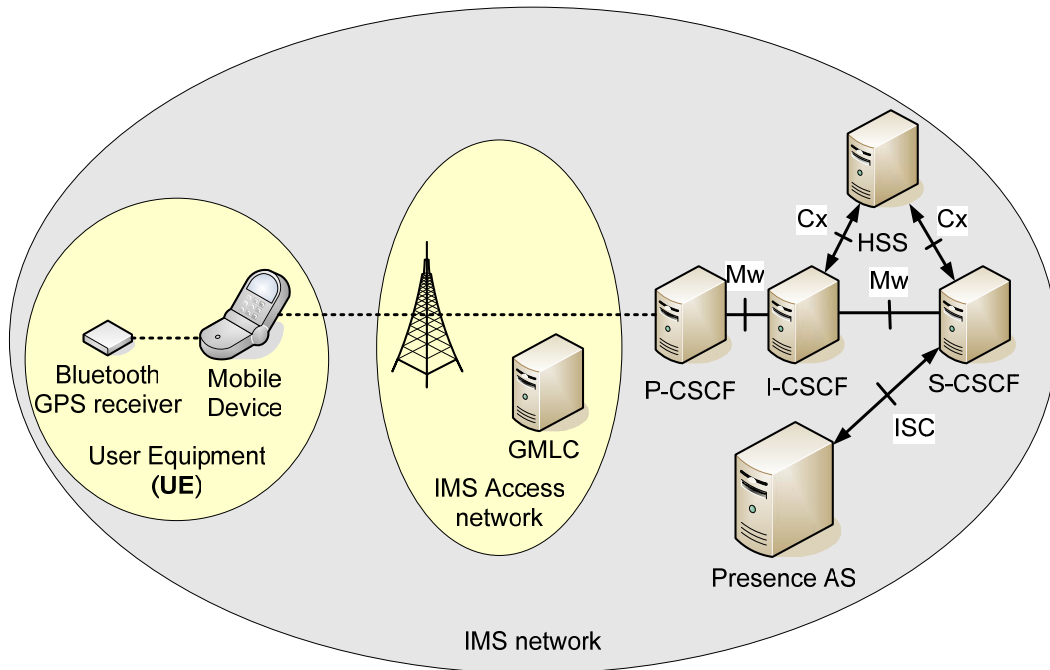 Cx
HSS
Cx
Mw
Mw
P-CSCF
I-CSCF
S-CSCF
ISC
Presence AS
Bluetooth
GPS receiver
Mobile
Device
User Equipment
(UE)
GMLC
IMS Access
network
IMS network